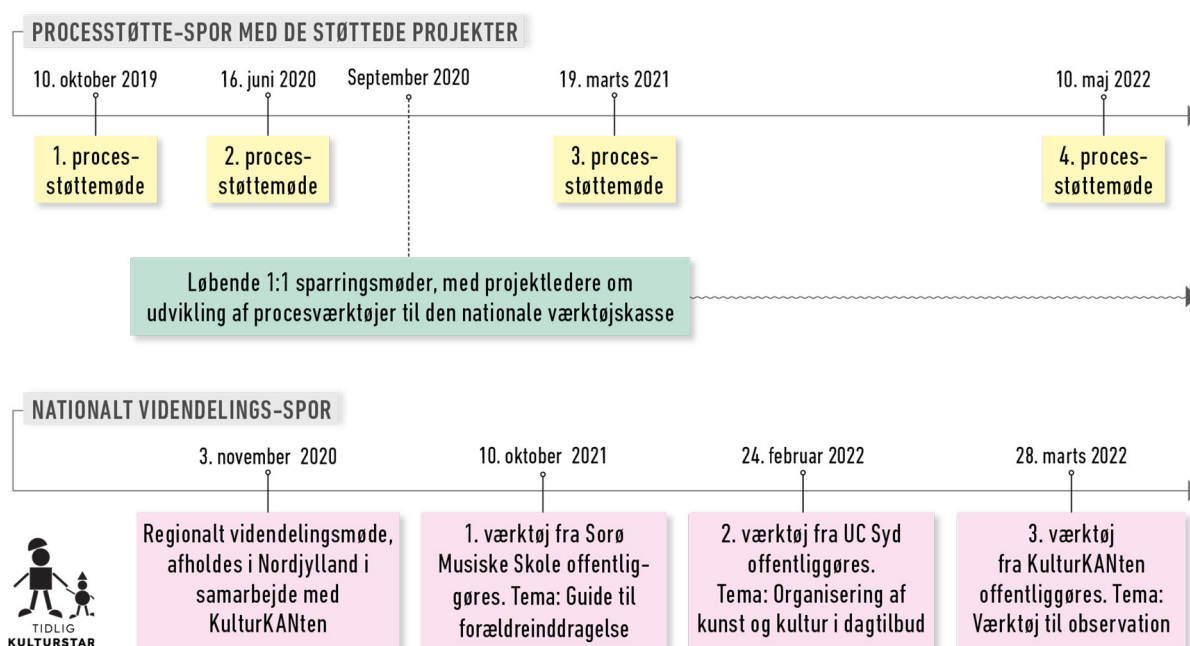 PROCESSTØTTE-SPOR MED DE STØTTEDE PROJEKTER
10. oktober 2019
16. juni 2020
September 2020
19. marts 2021
10. maj 2022
1. proces-
støttemøde
2. proces-
støttemøde
3. proces-
støttemøde
4. proces-
støttemøde
Løbende 1:1 sparringsmøder, med projektledere om
udvikling af procesværktøjer til den nationale værktøjskasse
NATIONALT VIDENDELINGS-SPOR
3. november 2020
10. oktober 2021
24. februar 2022
28. marts 2022
Regionalt videndelingsmøde,
afholdes i Nordjylland i
samarbejde med
KulturKANten
1. værktøj fra Sorø
Musiske Skole offentlig-
gøres. Tema: Guide til
forældreinddragelse
2. værktøj fra UC Syd
offentliggøres.
Tema: Organisering af
kunst og kultur i dagtilbud
3. værktøj
fra KulturKANten
offentliggøres. Tema:
Værktøj til observation
TIDLIG
KULTURSTAR